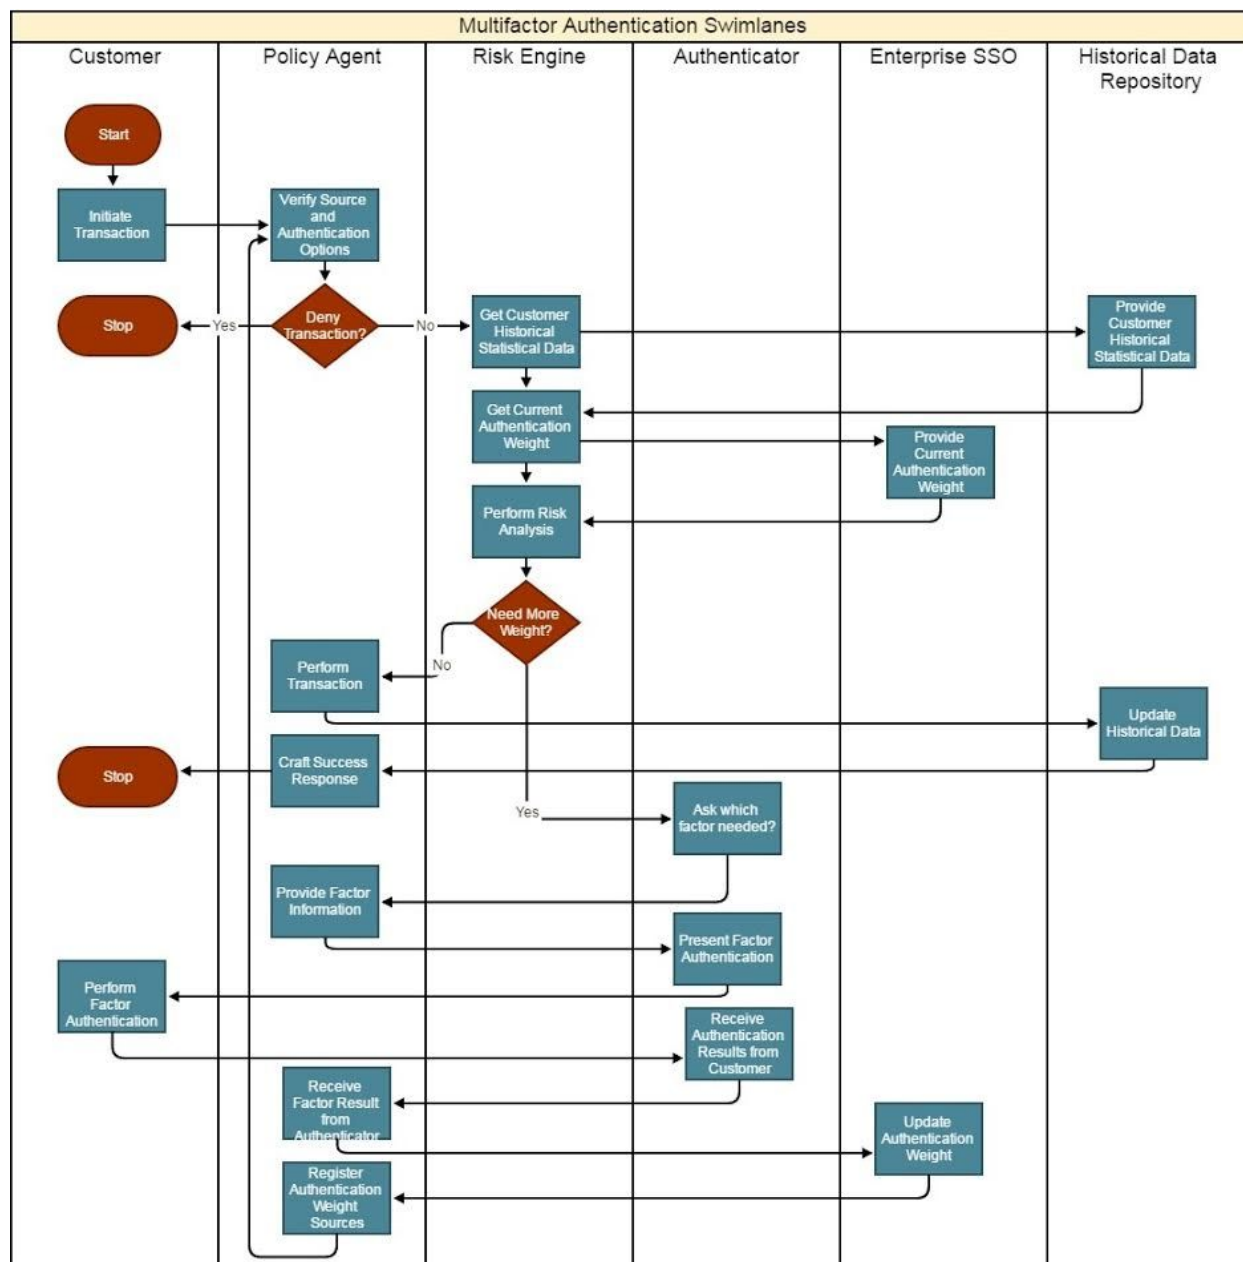 Multifactor Authentication Swimlanes
Customer
Policy Agent
Risk Engine
Authenticator
Enterprise SSO
Historical Data
Repository
Start
Initiate
Transaction
Verify Source
and
Authentication
Options
Stop
Yes
Deny
Transaction?
No
Get Customer
Historical
Statistical Data
Provide
Customer
Historical
Statistical Data
Get Current
Authentication
Weight
Provide
Current
Authentication
Weight
Perform Risk
Analysis
Need More
Weight?
No
Perform
Transaction
Update
Historical Data
Stop
Craft Success
Response
Yes
Ask which
factor needed?
Provide Factor
Information
Present Factor
Authentication
Perform
Factor
Authentication
Receive
Authentication
Results from
Customer
Receive
Factor Result
from
Authenticator
Update
Authentication
Weight
Register
Authentication
Weight
Sources